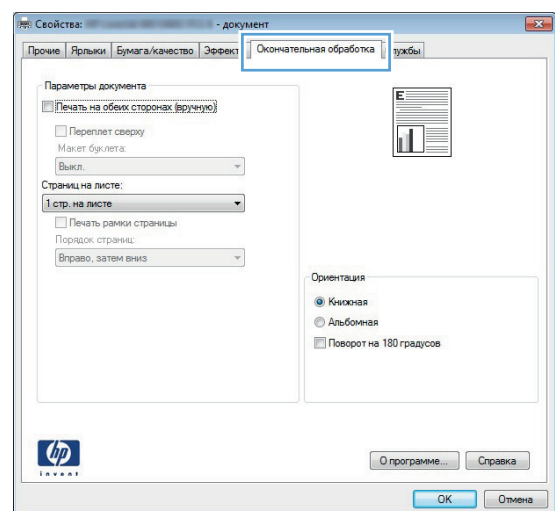 Свойства: - документ
Прочие Ярлыки Бумага/качество Эффект Окончательная обработка тужбы
Параметры документа
Печать на обеих сторонах (вручную)
Переплет сверху
Макет буклета:
Выкл.
Страниц на листе:
1 стр. на листе
Печать рамки страницы
Порядок страниц:
Вправо, затем вниз
E
Ориентация
Книжная
Альбомная
Поворот на 180 градусов
hp
invent
О программе... Справка
OK Отмена